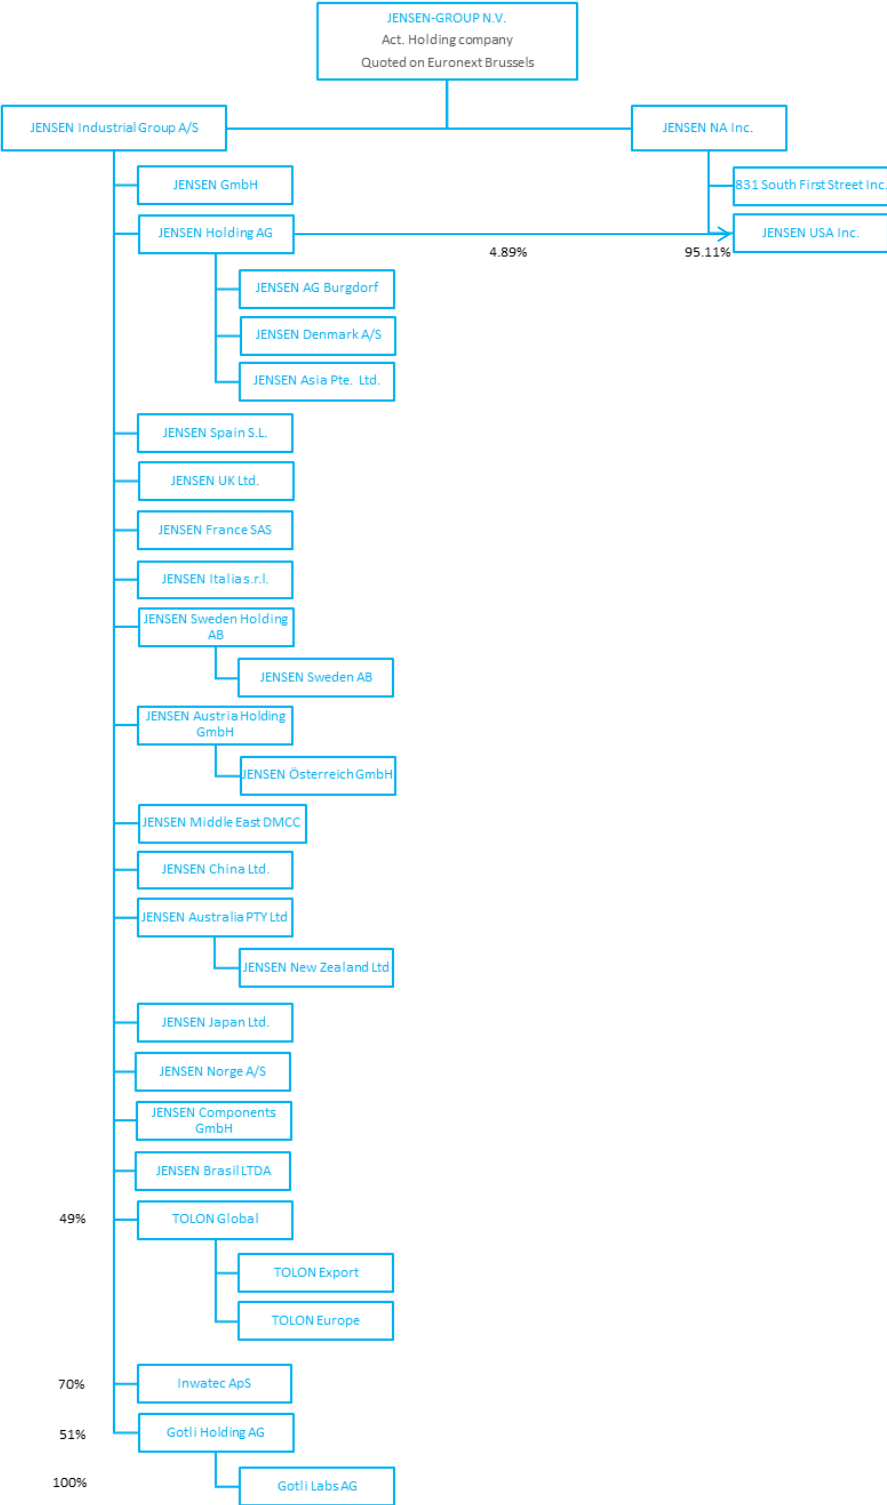 JENSEN-GROUP N.V.
Act. Holding company
Quoted on Euronext Brussels
JENSEN Industrial Group A/S
JENSEN NA Inc.
JENSEN GmbH
831 South First Street Inc.
JENSEN Holding AG
JENSEN USA Inc.
4.89%
95.11%
JENSEN AG Burgdorf
JENSEN Denmark A/S
JENSEN Asia Pte. Ltd.
JENSEN Spain S.L.
JENSEN UK Ltd.
JENSEN France SAS
JENSEN Italia s.r.l.
JENSEN Sweden Holding
AB
JENSEN Sweden AB
JENSEN Austria Holding
GmbH
JENSEN Österreich GmbH
JENSEN Middle East DMCC
JENSEN China Ltd.
JENSEN Australia PTY Ltd
JENSEN New Zealand Ltd
JENSEN Japan Ltd.
JENSEN Norge A/S
JENSEN Components
GmbH
JENSEN Brasil LTDA
49%
TOLON Global
TOLON Export
TOLON Europe
70%
Inwatec ApS
51%
Gotli Holding AG
100%
Gotli Labs AG